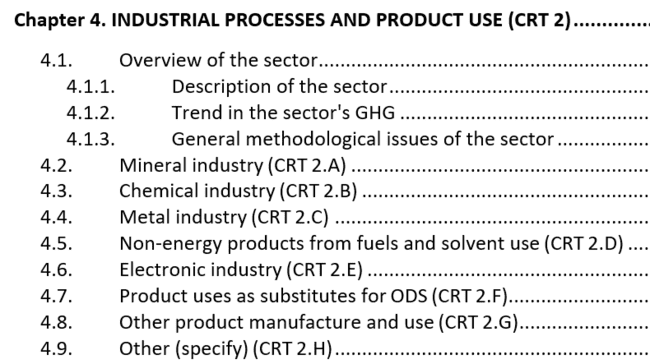 Chapter 4. INDUSTRIAL PROCESSES AND PRODUCT USE (CRT 2)..............
4.1. Overview of the sector..............................................................
4.1.1. Description of the sector..................................................
4.1.2. Trend in the sector's GHG ................................................
4.1.3. General methodological issues of the sector ..................
4.2. Mineral industry (CRT 2.A) .........................................................
4.3. Chemical industry (CRT 2.B) .......................................................
4.4. Metal industry (CRT 2.C) ............................................................
4.5. Non-energy products from fuels and solvent use (CRT 2.D) ....
4.6. Electronic industry (CRT 2.E) ......................................................
4.7. Product uses as substitutes for ODS (CRT 2.F)...........................
4.8. Other product manufacture and use (CRT 2.G).........................
4.9. Other (specify) (CRT 2.H)............................................................